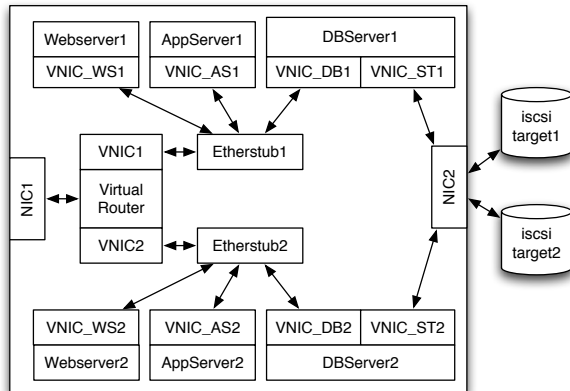 Webserver1
AppServer1
DBServer1
VNIC_WS1
VNIC_AS1
VNIC_DB1
VNIC_ST1
iscsi
target1
VNIC1
Etherstub1
NIC1
Virtual
Router
NIC2
VNIC2
Etherstub2
iscsi
target2
VNIC_WS2
VNIC_AS2
VNIC_DB2
VNIC_ST2
Webserver2
AppServer2
DBServer2